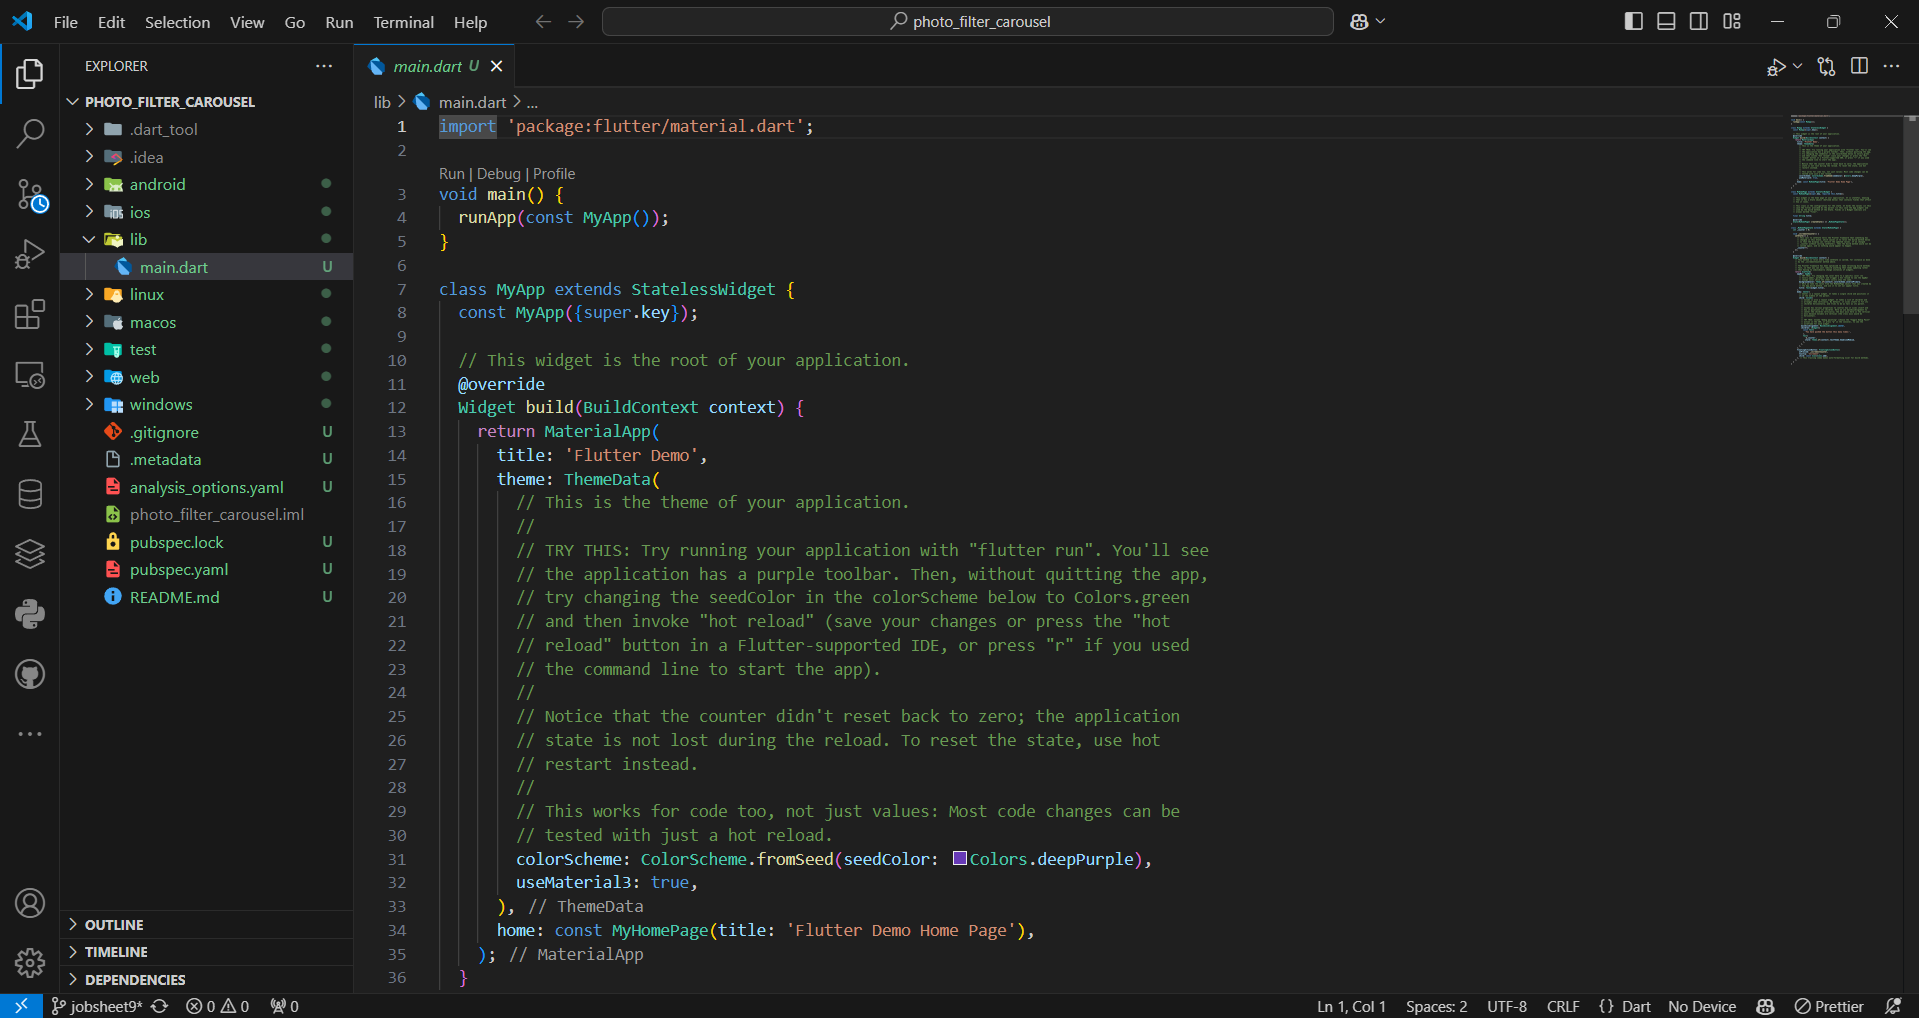 File Edit Selection View Go Run Terminal Help
photo_filter_carousel
EXPLORER
PHOTO_FILTER_CAROUSEL
.dart_tool
.idea
android
ios
lib
main.dart U
linux
macos
test
web
windows
.gitignore U
.metadata U
analysis_options.yaml U
photo_filter_carousel.iml
pubspec.lock U
pubspec.yaml U
README.md U
OUTLINE
TIMELINE
DEPENDENCIES
main.dart U
lib > main.dart > ...
1 import 'package:flutter/material.dart';
2
Run | Debug | Profile
3 void main() {
4 runApp(const MyApp());
5 }
6
7 class MyApp extends StatelessWidget {
8 const MyApp({super.key});
9
10 // This widget is the root of your application.
11 @override
12 Widget build(BuildContext context) {
13 return MaterialApp(
14 title: 'Flutter Demo',
15 theme: ThemeData(
16 // This is the theme of your application.
17 //
18 // TRY THIS: Try running your application with "flutter run". You'll see
19 // the application has a purple toolbar. Then, without quitting the app,
20 // try changing the seedColor in the colorScheme below to Colors.green
21 // and then invoke "hot reload" (save your changes or press the "hot
22 // reload" button in a Flutter-supported IDE, or press "r" if you used
23 // the command line to start the app).
24 //
25 // Notice that the counter didn't reset back to zero; the application
26 // state is not lost during the reload. To reset the state, use hot
27 // restart instead.
28 //
29 // This works for code too, not just values: Most code changes can be
30 // tested with just a hot reload.
31 colorScheme: ColorScheme.fromSeed(seedColor: Colors.deepPurple),
32 useMaterial3: true,
33 ), // ThemeData
34 home: const MyHomePage(title: 'Flutter Demo Home Page'),
35 ); // MaterialApp
36 }
jobsheet9* 0 0 0 Ln 1, Col 1 Spaces: 2 UTF-8 CRLF {} Dart No Device Prettier